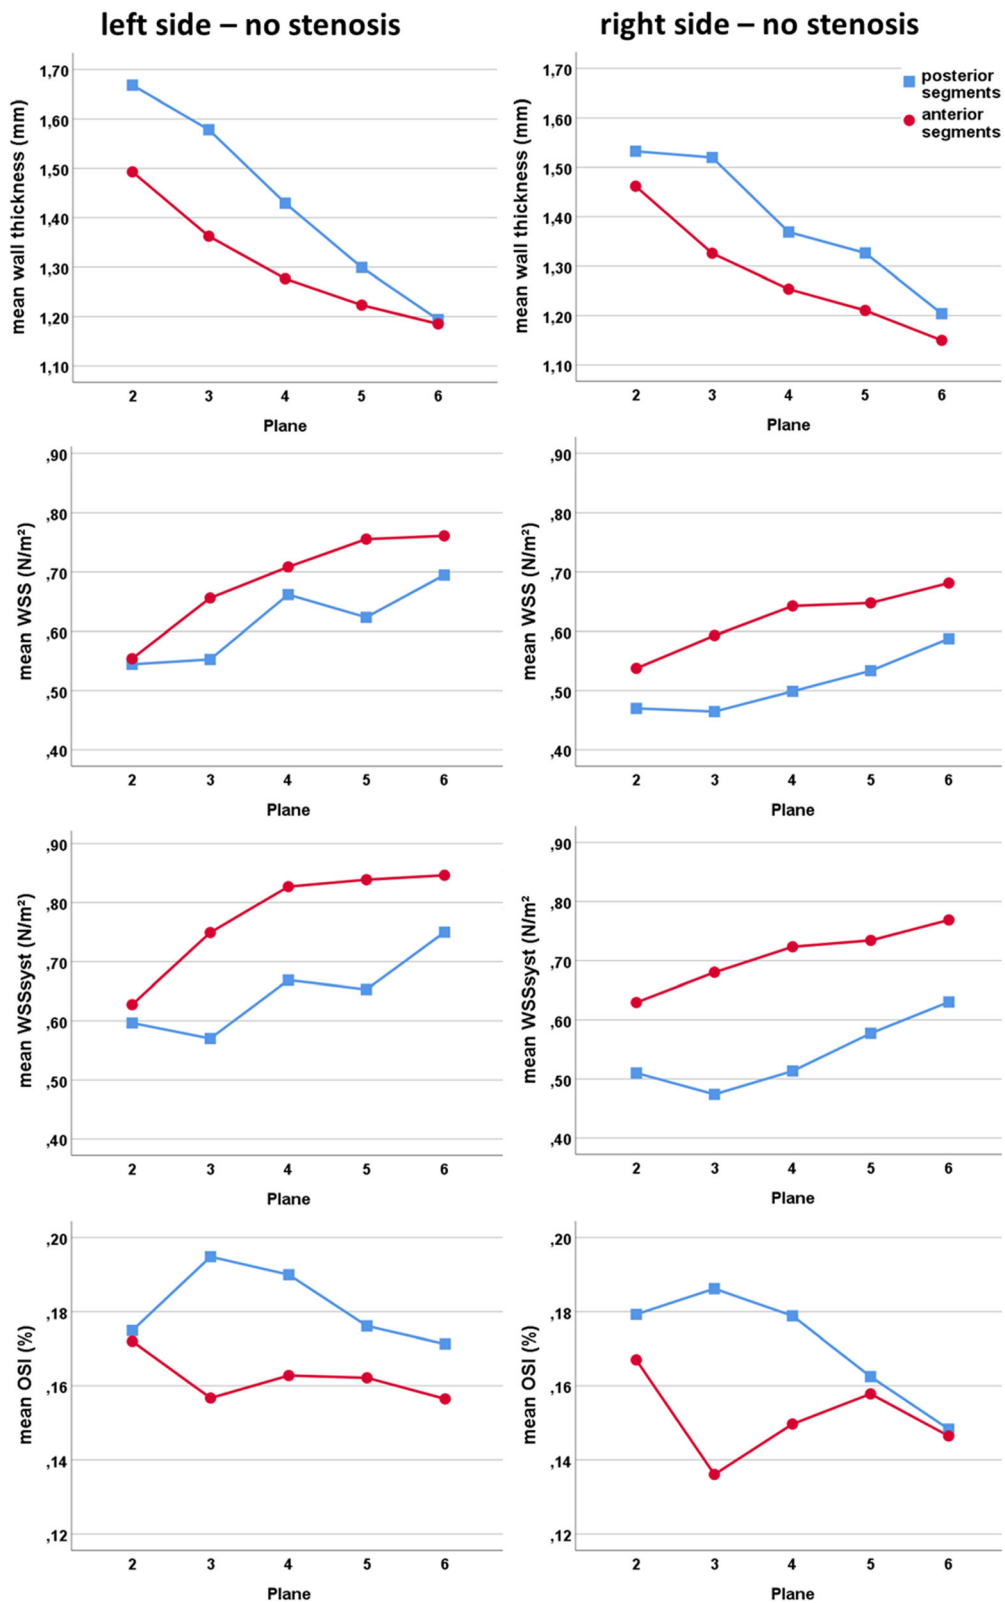 left side – no stenosis
right side – no stenosis
mean wall thickness (mm)
1,70
1,60
1,50
1,40
1,30
1,20
1,10
2 3 4 5 6
Plane
mean wall thickness (mm)
1,70
1,60
1,50
1,40
1,30
1,20
1,10
2 3 4 5 6
Plane
posterior
segments
anterior
segments
mean WSS (N/m²)
,90
,80
,70
,60
,50
,40
2 3 4 5 6
Plane
mean WSS (N/m²)
,90
,80
,70
,60
,50
,40
2 3 4 5 6
Plane
mean WSSsyst (N/m²)
,90
,80
,70
,60
,50
,40
2 3 4 5 6
Plane
mean WSSsyst (N/m²
,90
,80
,70
,60
,50
,40
2 3 4 5 6
Plane
mean OSI (%)
,20
,18
,16
,14
,12
2 3 4 5 6
Plane
mean OSI (%)
,20
,18
,16
,14
,12
2 3 4 5 6
Plane